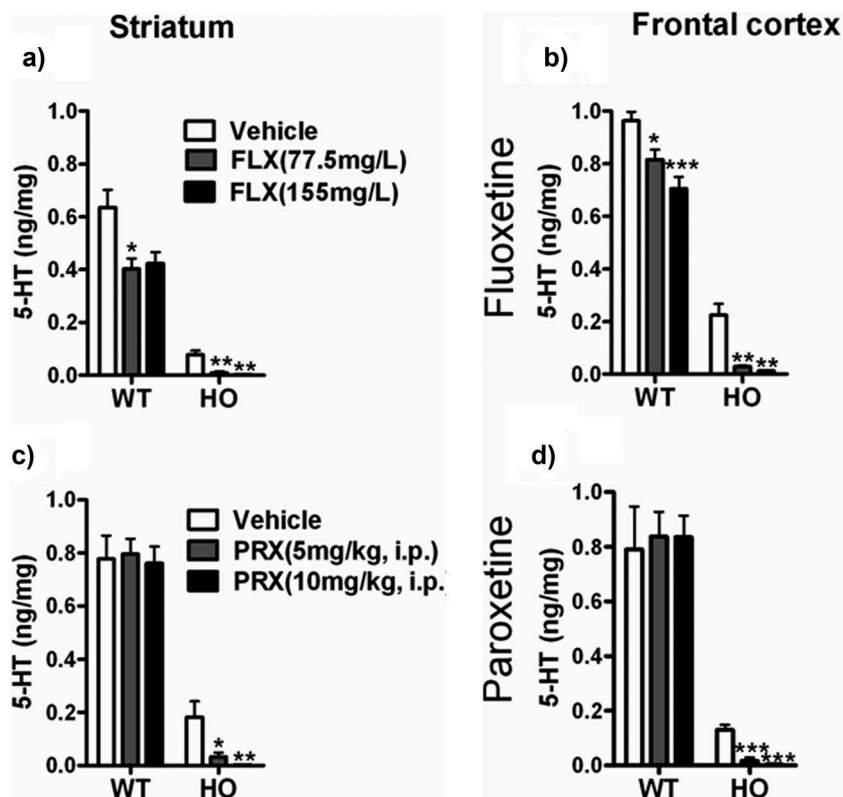 Striatum
a)
1.0
0.8
0.6
0.4
0.2
0.0
5-HT (ng/mg)
Vehicle
FLX(77.5mg/L)
FLX(155mg/L)
*
** **
WT HO
Frontal cortex
b)
Fluoxetine
1.0
0.8
0.6
0.4
0.2
0.0
5-HT (ng/mg)
*
***
** **
WT HO
c)
1.0
0.8
0.6
0.4
0.2
0.0
5-HT (ng/mg)
Vehicle
PRX(5mg/kg, i.p.)
PRX(10mg/kg, i.p.
*
**
WT HO
d)
Paroxetine
1.0
0.8
0.6
0.4
0.2
0.0
5-HT (ng/mg)
***
***
WT HO